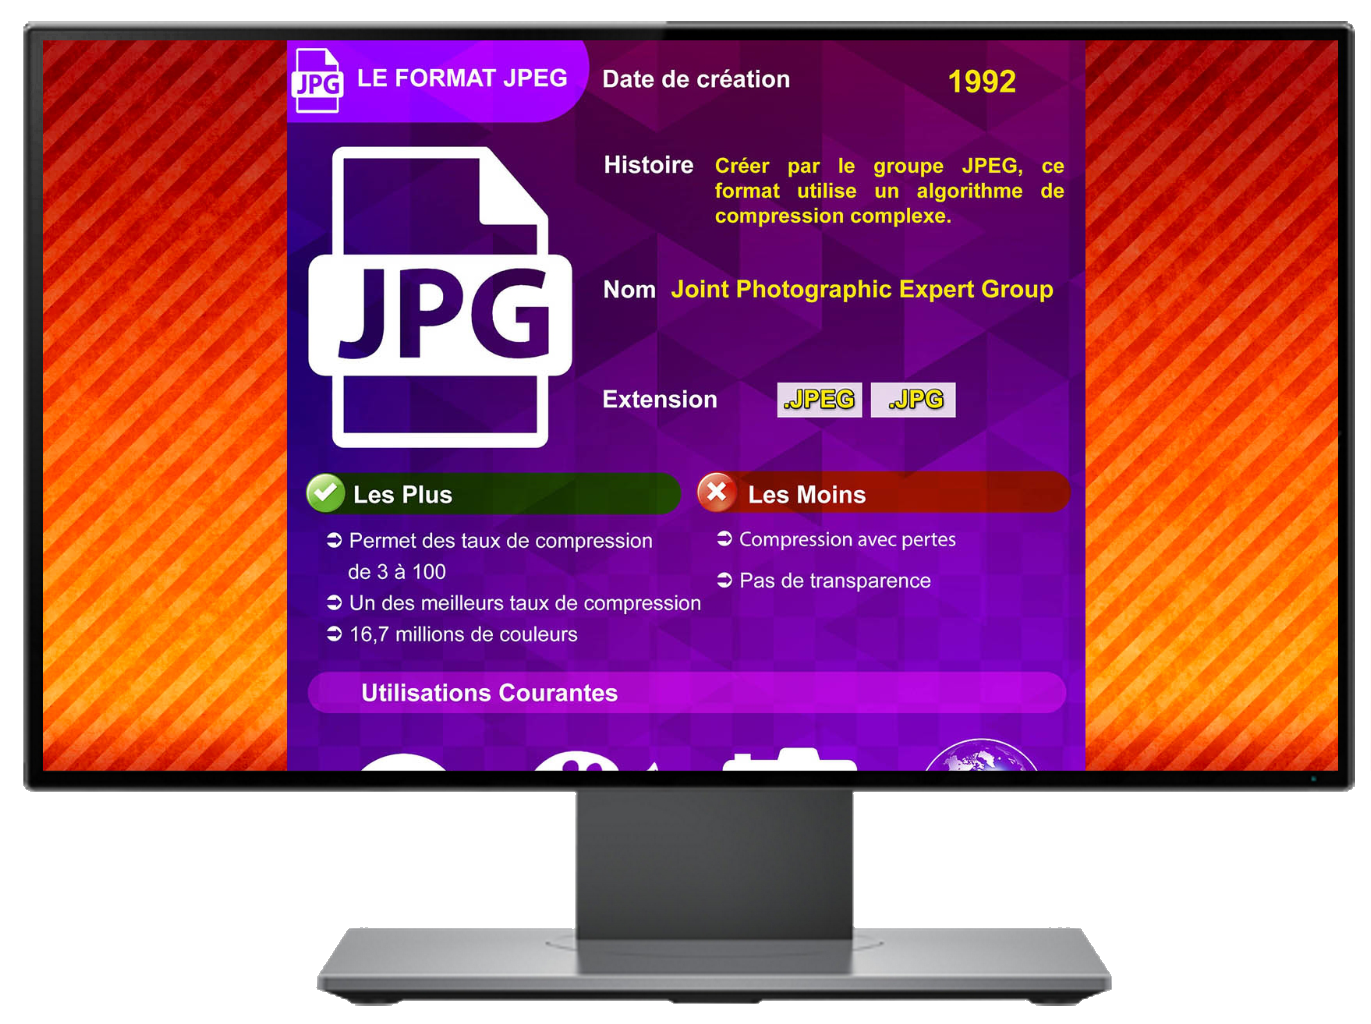 JPG
LE FORMAT JPEG
Date de création
1992
Histoire
Créer par le groupe JPEG, ce
format utilise un algorithme de
compression complexe.
JPG
Nom
Joint Photographic Expert Group
Extension
.JPEG
.JPG
Les Plus
Permet des taux de compression
de 3 à 100
Un des meilleurs taux de compression
16,7 millions de couleurs
Les Moins
Compression avec pertes
Pas de transparence
Utilisations Courantes